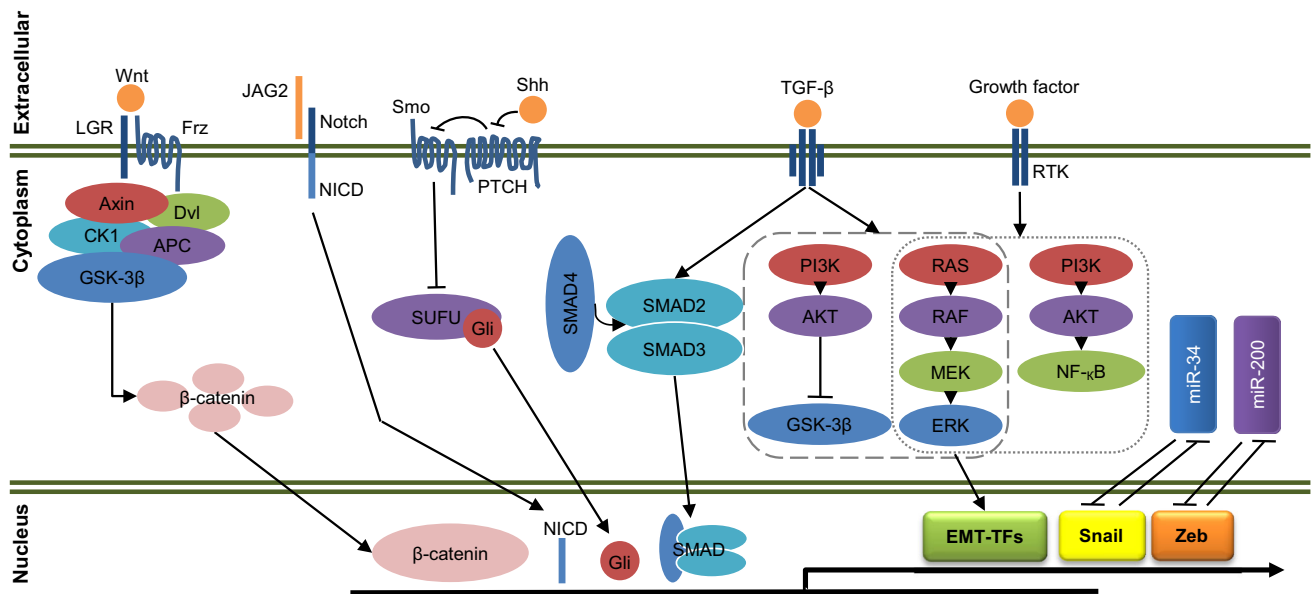 Extracellular
Cytoplasm
Nucleus
Wnt
LGR
Frz
Axin
Dvl
CK1
APC
GSK-3β
β-catenin
JAG2
Notch
NICD
Smo
Shh
PTCH
SUFU
Gli
TGF-β
SMAD4
SMAD2
SMAD3
Growth factor
RTK
PI3K
AKT
GSK-3β
RAS
RAF
MEK
ERK
PI3K
AKT
NF-κB
miR-34
miR-200
β-catenin
NICD
Gli
SMAD
EMT-TFs
Snail
Zeb